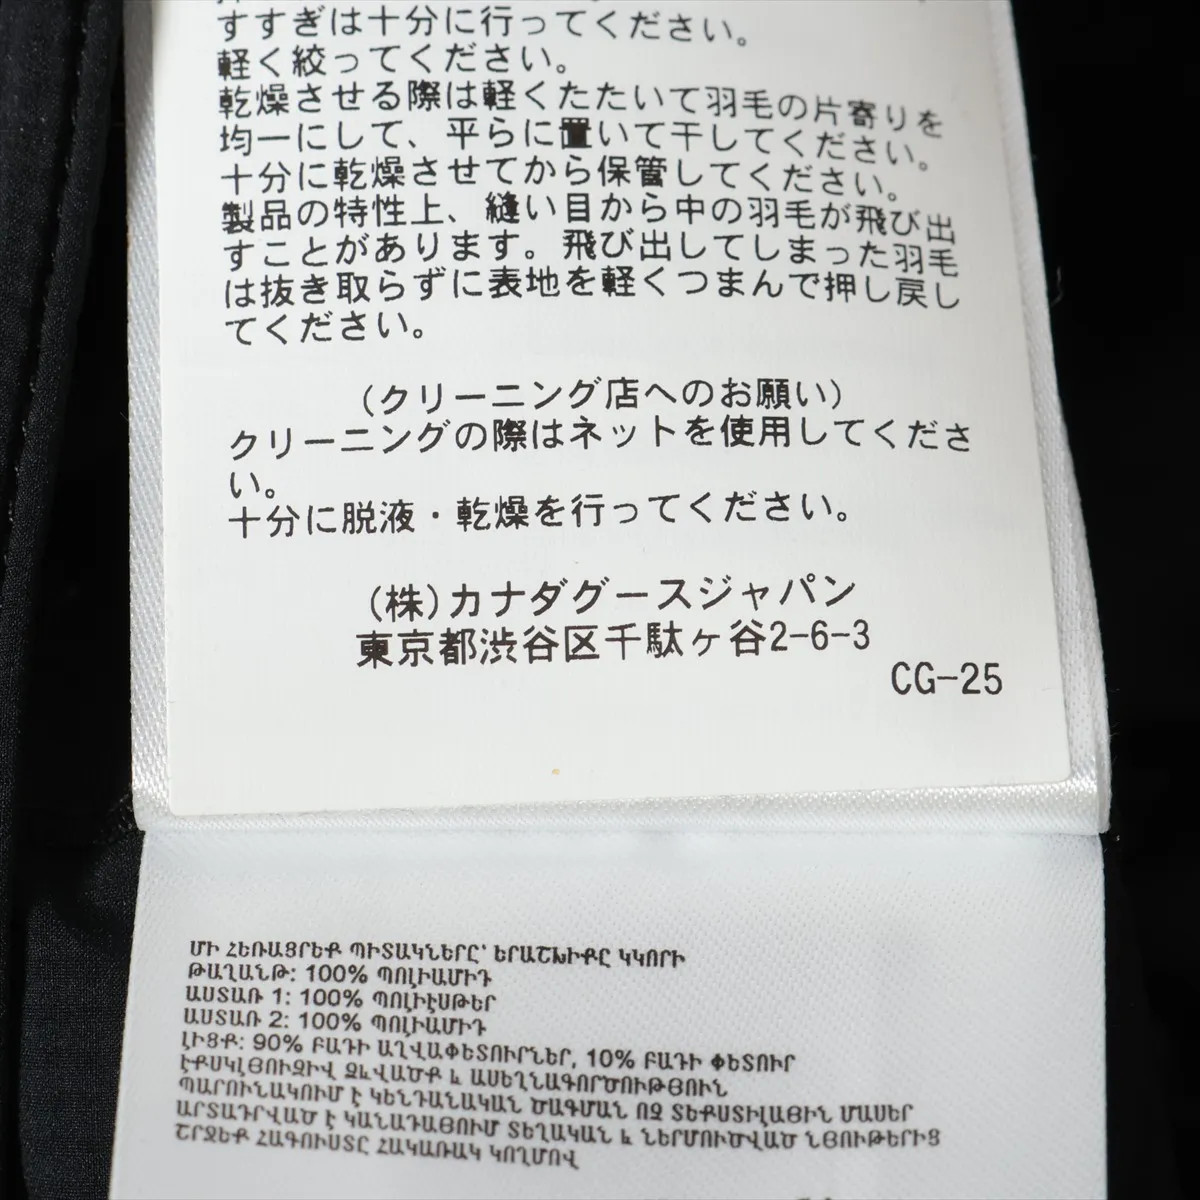 すすぎは十分に行ってください。
軽く絞ってください。
乾燥させる際は軽くたたいて羽毛の片寄りを
均一にして、平らに置いて干してください。
十分に乾燥させてから保管してください。
製品の特性上、縫い目から中の羽毛が飛び出
すことがあります。飛び出してしまった羽毛
は抜き取らずに表地を軽くつまんで押し戻し
てください。
(クリーニング店へのお願い)
クリーニングの際はネットを使用してくださ
い。
十分に脱液・乾燥を行ってください。
(株)カナダグースジャパン
東京都渋谷区千駄ヶ谷2-6-3
CG-25
ՄԻ ՀԵՌԱՑՐԵՔ ՊԻՏԱԿՆԵՐԸ՝ ԵՐԱՇԽԻՔԸ ԿԿՈՐԻ
ԹԱՂԱՆԹ: 100% ՊՈԼԻԱՄԻԴ
ԱՍՏԱՌ 1: 100% ՊՈԼԻԷՍԹԵՐ
ԱՍՏԱՌ 2: 100% ՊՈԼԻԱՄԻԴ
ԼԻՑՔ: 90% ԲԱԴԻ ԱՂՎԱՓԵՏՈՒՐՆԵՐ, 10% ԲԱԴԻ ՓԵՏՈՒՐ
ԷՔՍԿԼՅՈՒԶԻՎ ՁԵՎԱԾՔ և ԱՍԵՂՆԱԳՈՐԾՈՒԹՅՈՒՆ
ՊԱՐՈՒՆԱԿՈՒՄ Է ԿԵՆԴԱՆԱԿԱՆ ԾԱԳՄԱՆ ՈՉ ՏԵՔՍՏԻԼԱՅԻՆ ՄԱՍԵՐ
ԱՐՏԱԴՐՎԱԾ Է ԿԱՆԱԴԱՅՈՒՄ ՏԵՂԱԿԱՆ և ՆԵՐՄՈՒԾՎԱԾ ՆՅՈՒԹԵՐԻՑ
ՇՐՋԵՔ ՀԱԳՈՒՍՏԸ ՀԱԿԱՌԱԿ ԿՈՂՄՈՎ